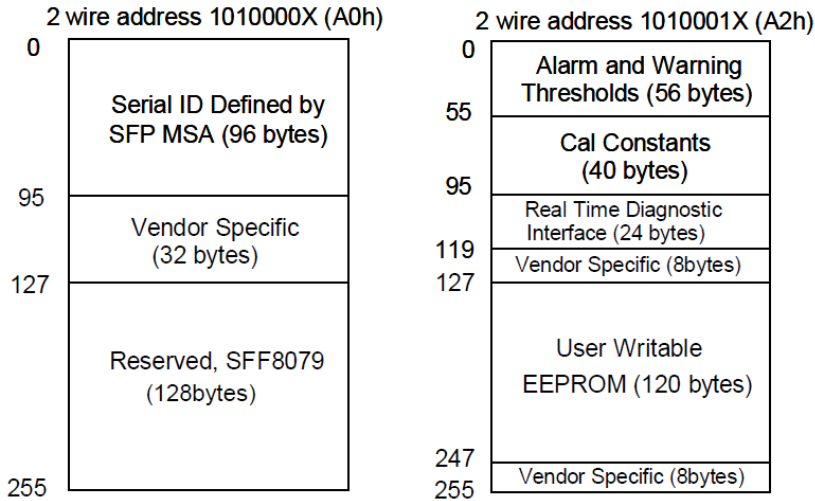 2 wire address 1010000X (A0h)
0
Serial ID Defined by
SFP MSA (96 bytes)
95
Vendor Specific
(32 bytes)
127
Reserved, SFF8079
(128bytes)
255
2 wire address 1010001X (A2h)
0
Alarm and Warning
Thresholds (56 bytes)
55
Cal Constants
(40 bytes)
95
Real Time Diagnostic
Interface (24 bytes)
119
Vendor Specific (8bytes)
127
User Writable
EEPROM (120 bytes)
247
Vendor Specific (8bytes)
255